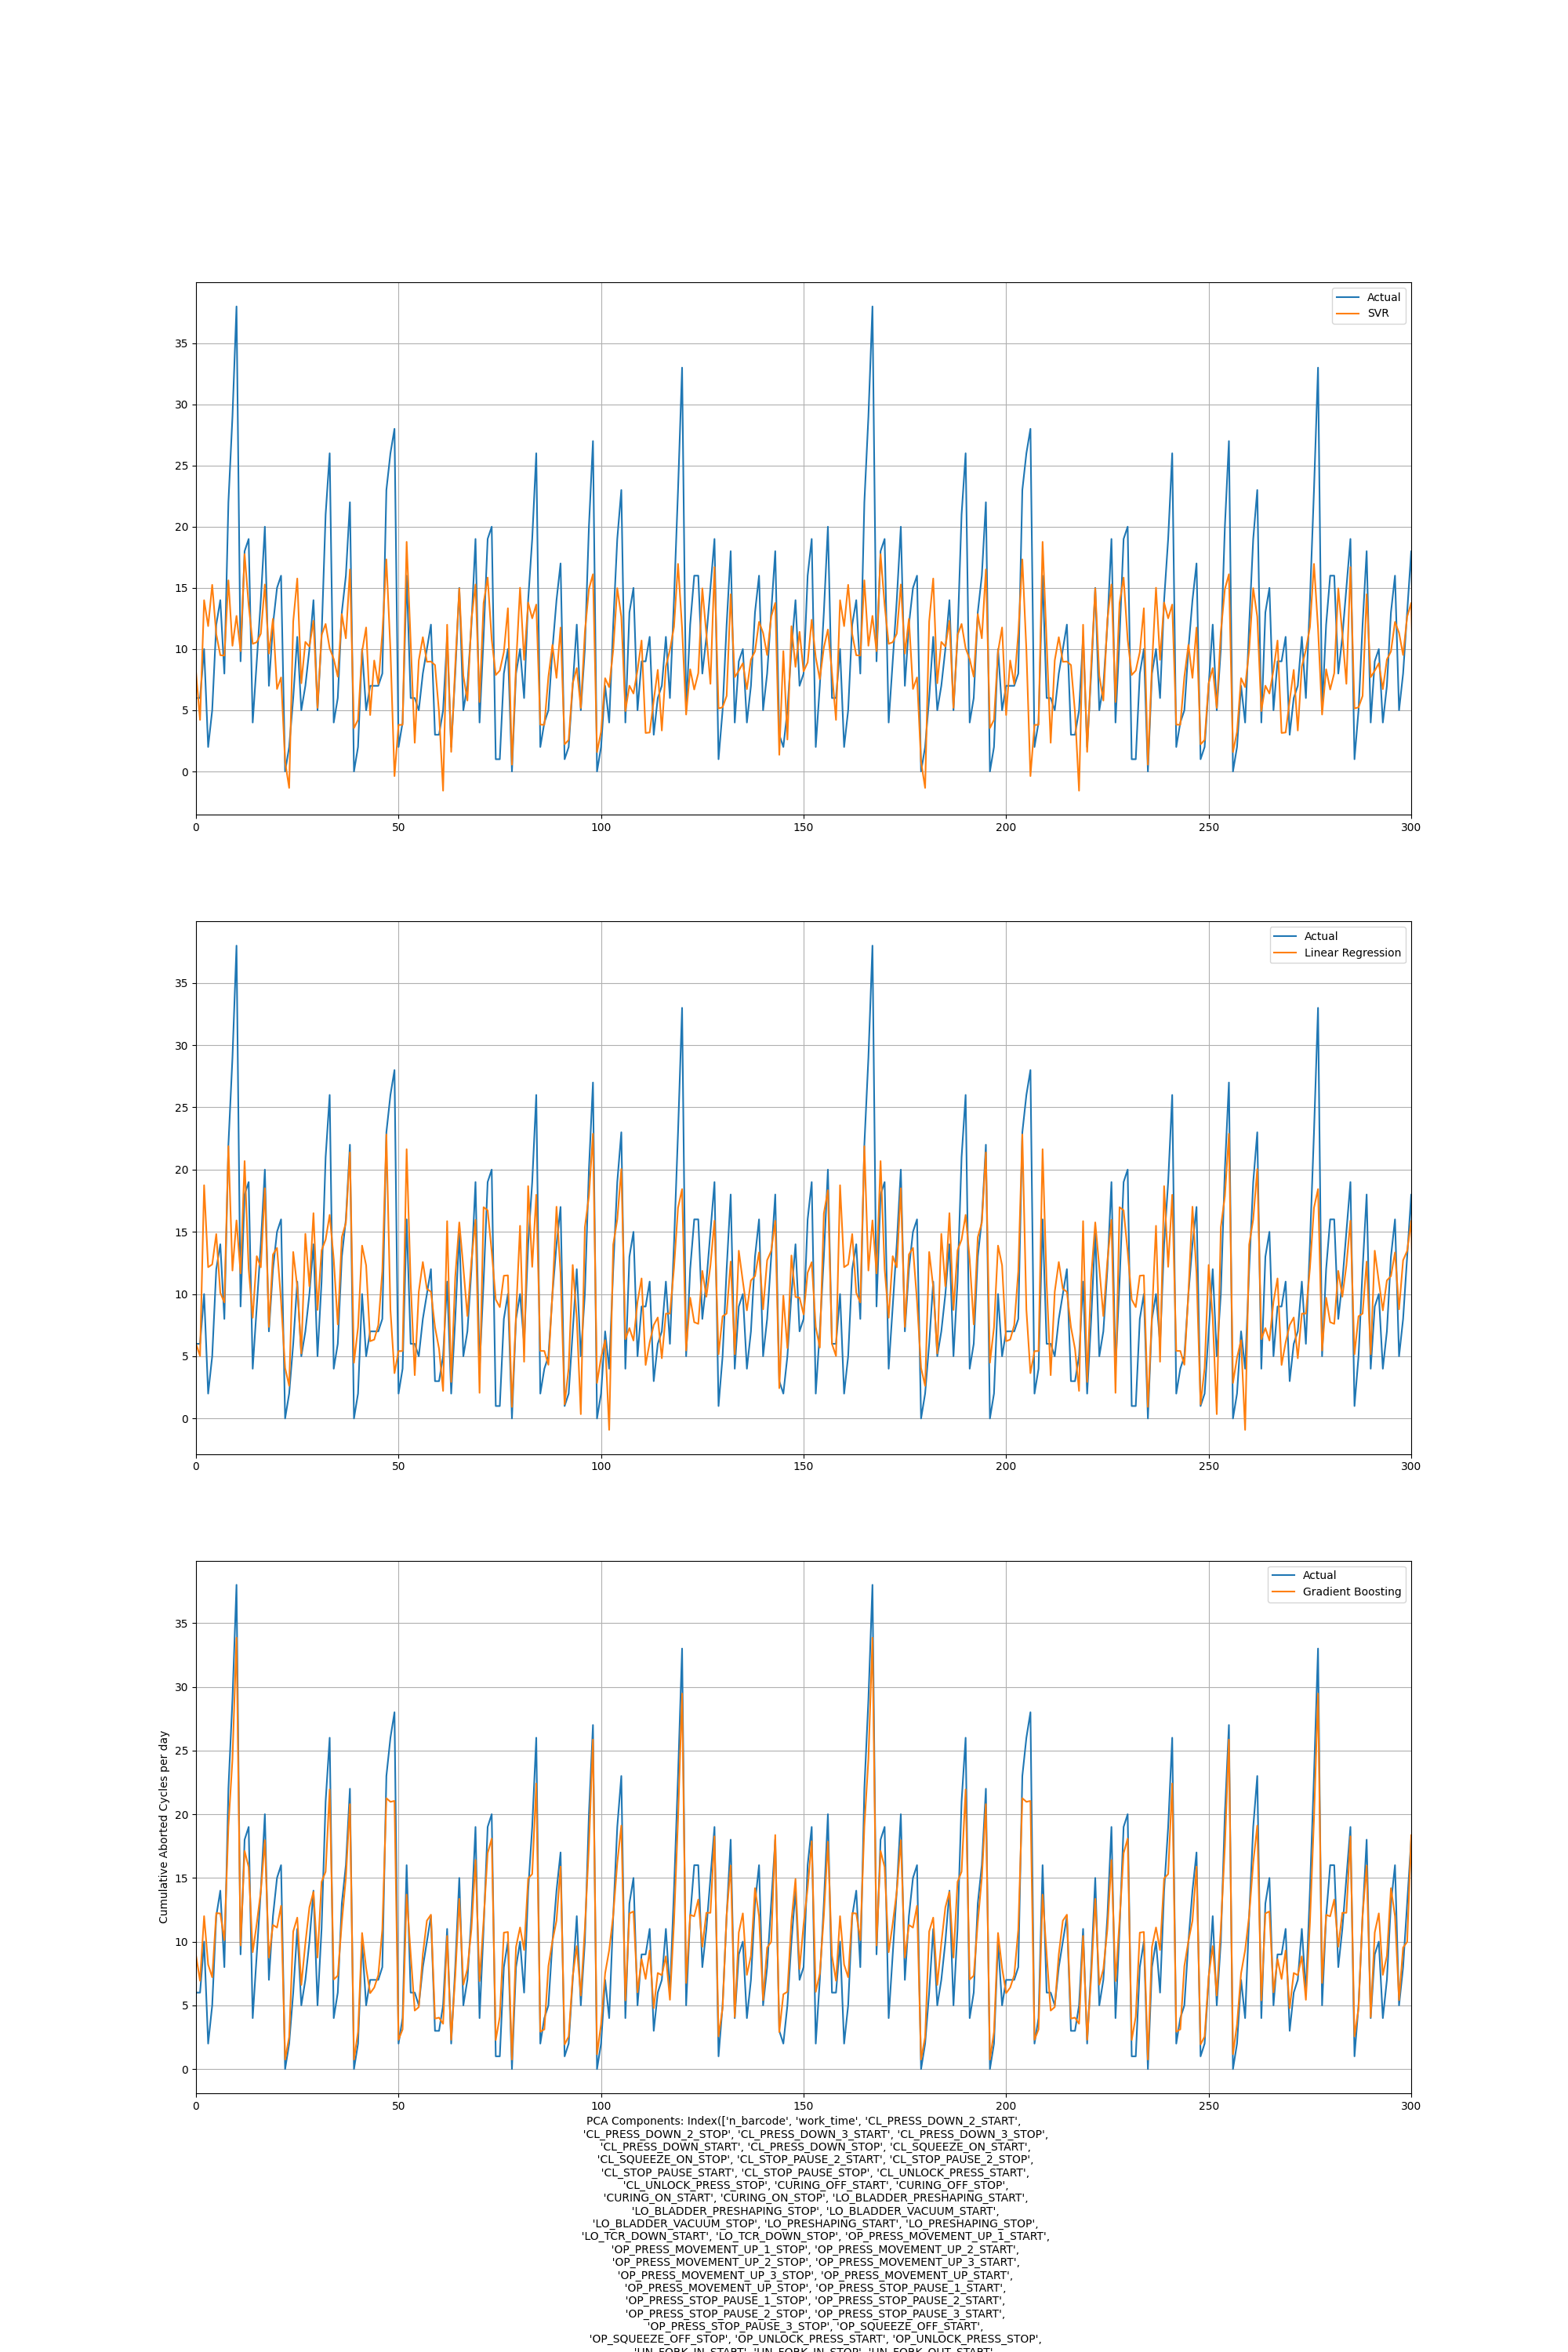 Actual
SVR
35
30
25
20
15
10
5
0
0 50 100 150 200 250 300
Actual
Linear Regression
35
30
25
20
15
10
5
0
0 50 100 150 200 250 300
Actual
Gradient Boosting
Cumulative Aborted Cycles per day
35
30
25
20
15
10
5
0
0 50 100 150 200 250 300
PCA Components: Index(['n_barcode', 'work_time', 'CL_PRESS_DOWN_2_START',
'CL_PRESS_DOWN_2_STOP', 'CL_PRESS_DOWN_3_START', 'CL_PRESS_DOWN_3_STOP',
'CL_PRESS_DOWN_START', 'CL_PRESS_DOWN_STOP', 'CL_SQUEEZE_ON_START',
'CL_SQUEEZE_ON_STOP', 'CL_STOP_PAUSE_2_START', 'CL_STOP_PAUSE_2_STOP',
'CL_STOP_PAUSE_START', 'CL_STOP_PAUSE_STOP', 'CL_UNLOCK_PRESS_START',
'CL_UNLOCK_PRESS_STOP', 'CURING_OFF_START', 'CURING_OFF_STOP',
'CURING_ON_START', 'CURING_ON_STOP', 'LO_BLADDER_PRESHAPING_START',
'LO_BLADDER_PRESHAPING_STOP', 'LO_BLADDER_VACUUM_START',
'LO_BLADDER_VACUUM_STOP', 'LO_PRESHAPING_START', 'LO_PRESHAPING_STOP',
'LO_TCR_DOWN_START', 'LO_TCR_DOWN_STOP', 'OP_PRESS_MOVEMENT_UP_1_START',
'OP_PRESS_MOVEMENT_UP_1_STOP', 'OP_PRESS_MOVEMENT_UP_2_START',
'OP_PRESS_MOVEMENT_UP_2_STOP', 'OP_PRESS_MOVEMENT_UP_3_START',
'OP_PRESS_MOVEMENT_UP_3_STOP', 'OP_PRESS_MOVEMENT_UP_START',
'OP_PRESS_MOVEMENT_UP_STOP', 'OP_PRESS_STOP_PAUSE_1_START',
'OP_PRESS_STOP_PAUSE_1_STOP', 'OP_PRESS_STOP_PAUSE_2_START',
'OP_PRESS_STOP_PAUSE_2_STOP', 'OP_PRESS_STOP_PAUSE_3_START',
'OP_PRESS_STOP_PAUSE_3_STOP', 'OP_SQUEEZE_OFF_START',
'OP_SQUEEZE_OFF_STOP', 'OP_UNLOCK_PRESS_START', 'OP_UNLOCK_PRESS_STOP',